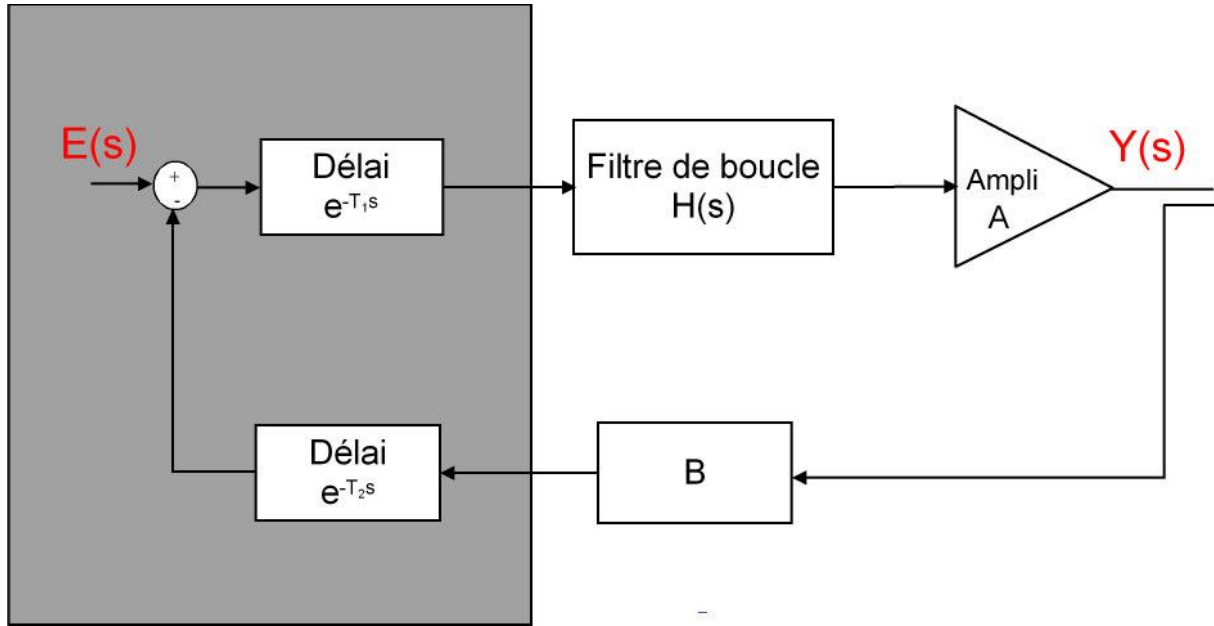 E(s)
+
-
Délai
e-T1s
Filtre de boucle
H(s)
Ampli
A
Y(s)
Délai
e-T2s
B